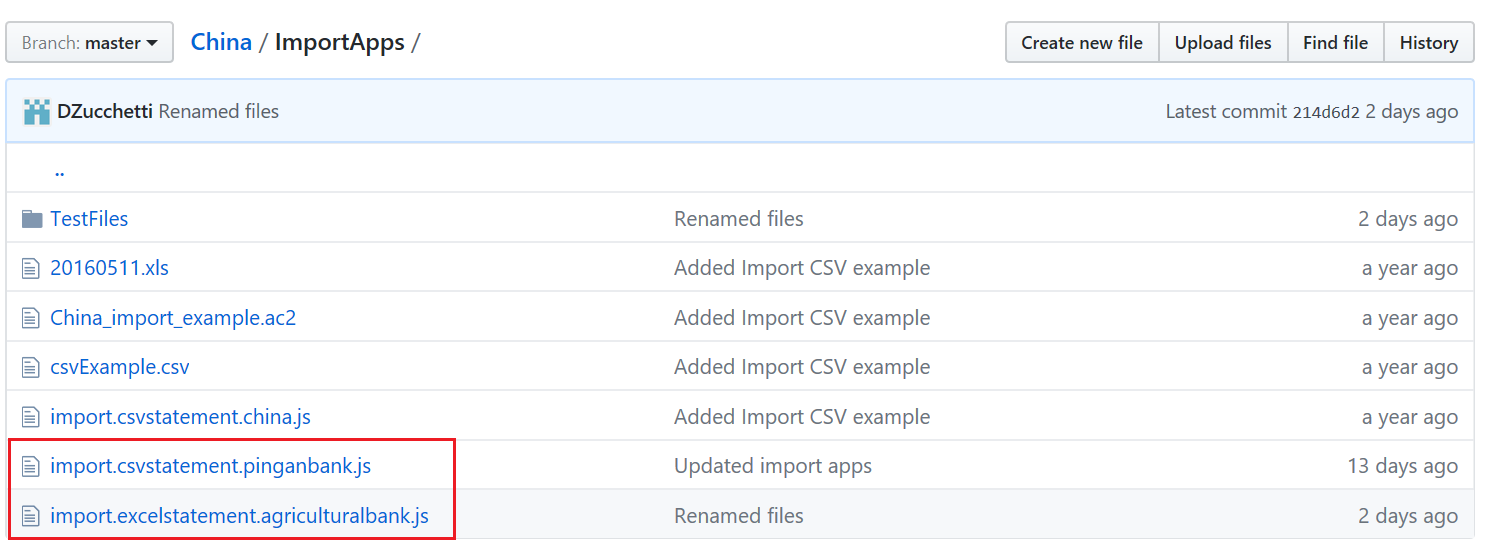 Branch: master China / ImportApps / Create new file Upload files Find file History
DZucchetti Renamed files Latest commit 214d6d2 2 days ago
..
TestFiles Renamed files 2 days ago
20160511.xls Added Import CSV example a year ago
China_import_example.ac2 Added Import CSV example a year ago
csvExample.csv Added Import CSV example a year ago
import.csvstatement.china.js Added Import CSV example a year ago
import.csvstatement.pinganbank.js Updated import apps 13 days ago
import.excelstatement.agriculturalbank.js Renamed files 2 days ago